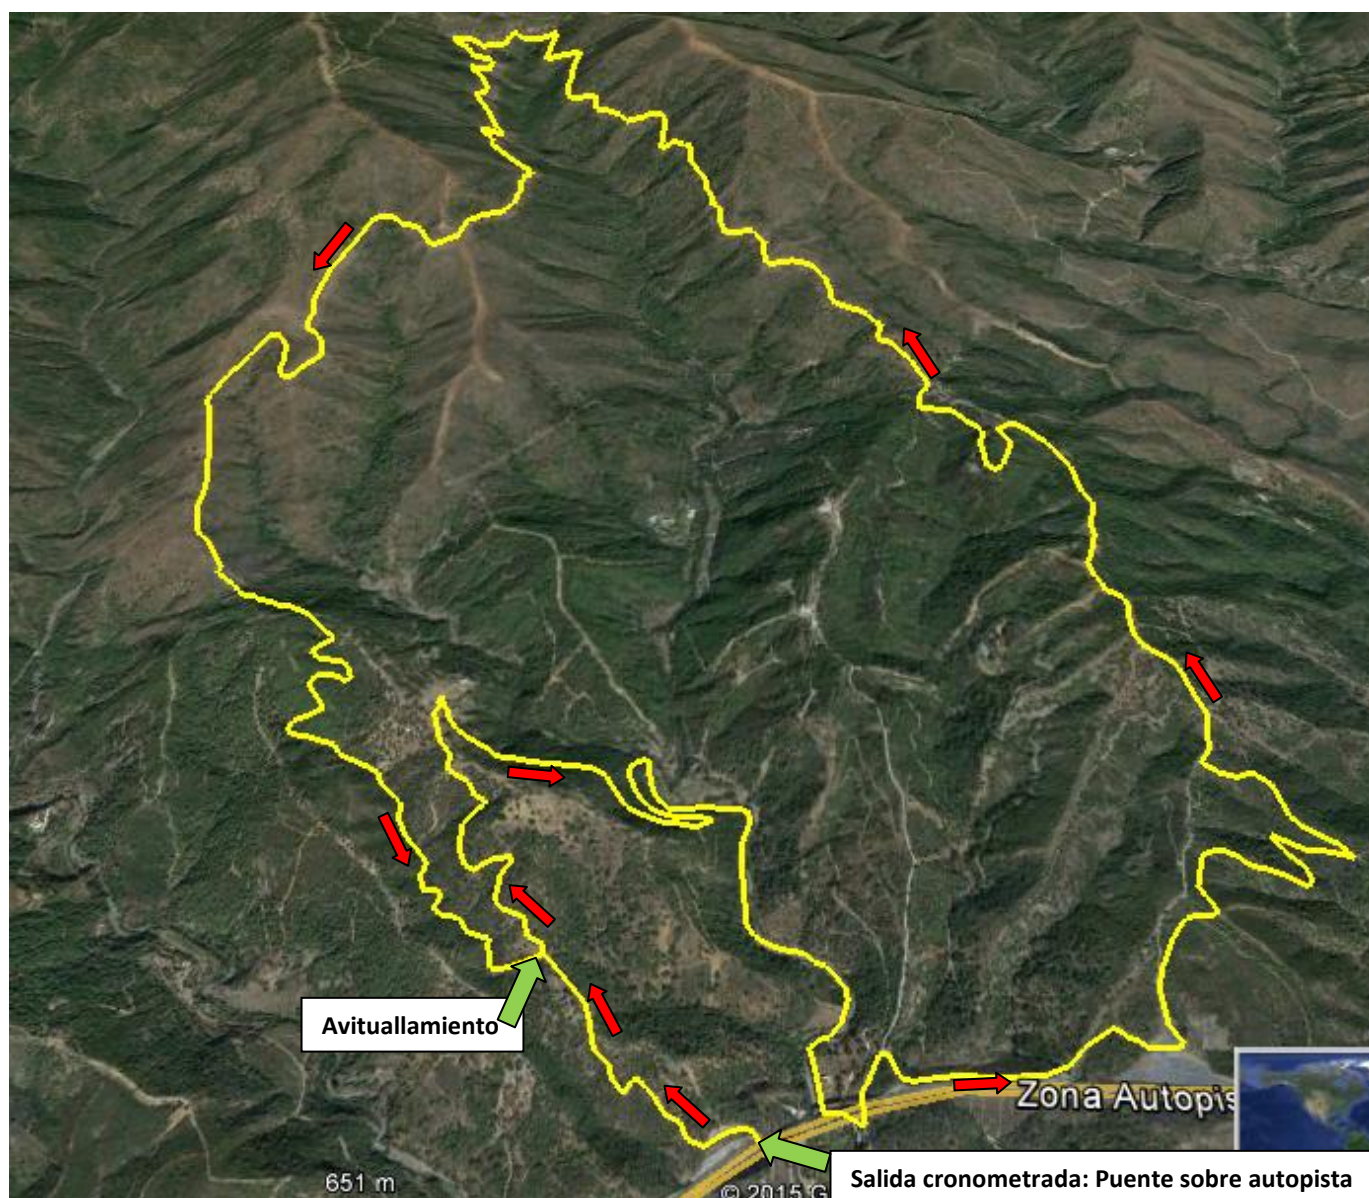 Avituallamiento
Zona Autopis
651 m
© 2015 G
Salida cronometrada: Puente sobre autopista